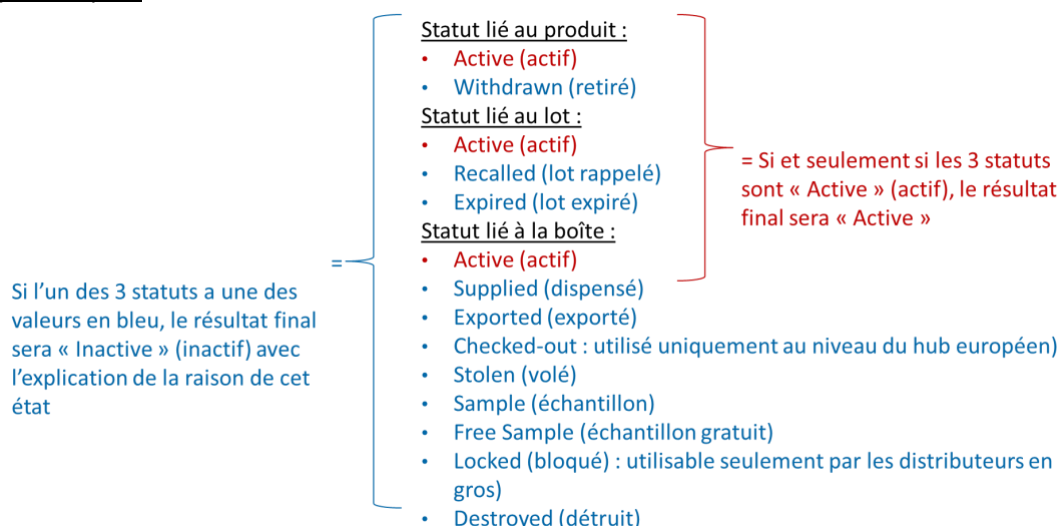 Statut lié au produit :
• Active (actif)
• Withdrawn (retiré)
Statut lié au lot :
• Active (actif)
• Recalled (lot rappelé)
• Expired (lot expiré)
Statut lié à la boîte :
• Active (actif)
• Supplied (dispensé)
• Exported (exporté)
• Checked-out : utilisé uniquement au niveau du hub européen)
• Stolen (volé)
• Sample (échantillon)
• Free Sample (échantillon gratuit)
• Locked (bloqué) : utilisable seulement par les distributeurs en
gros)
• Destroyed (détruit)
= Si et seulement si les 3 statuts
sont « Active » (actif), le résultat
final sera « Active »
=
Si l’un des 3 statuts a une des
valeurs en bleu, le résultat final
sera « Inactive » (inactif) avec
l’explication de la raison de cet
état